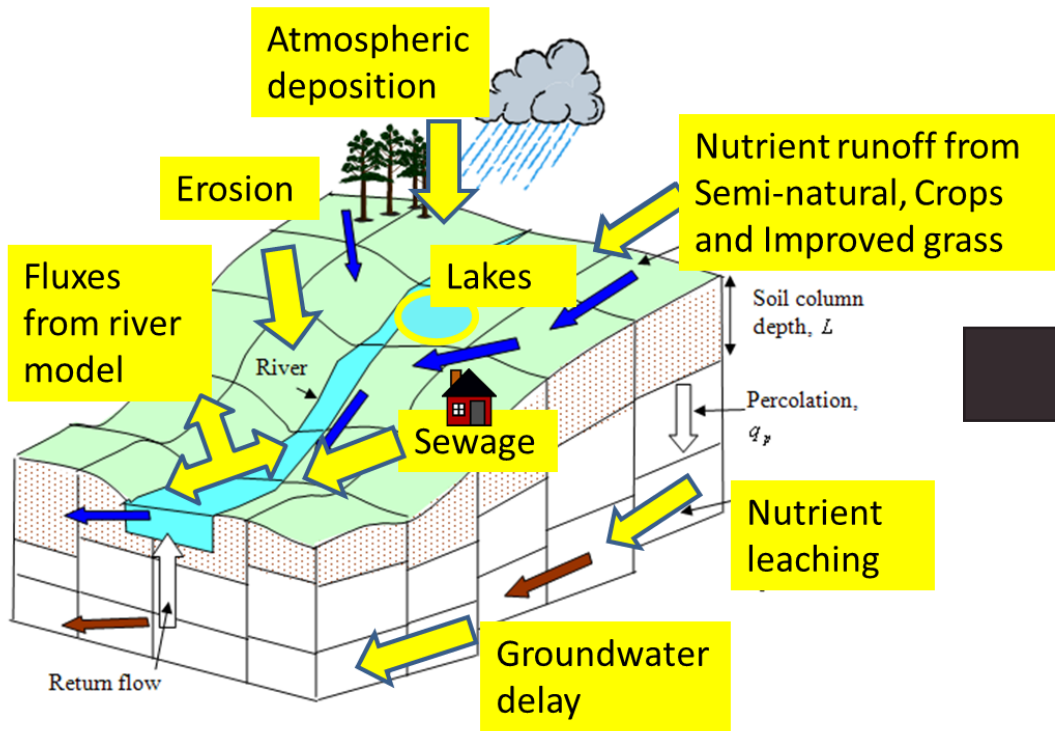 Atmospheric
deposition
Nutrient runoff from
Semi-natural, Crops
and Improved grass
Erosion
Fluxes
from river
model
Lakes
Soil column
depth, L
River
Percolation,
q p
Sewage
Nutrient
leaching
Groundwater
delay
Return flow